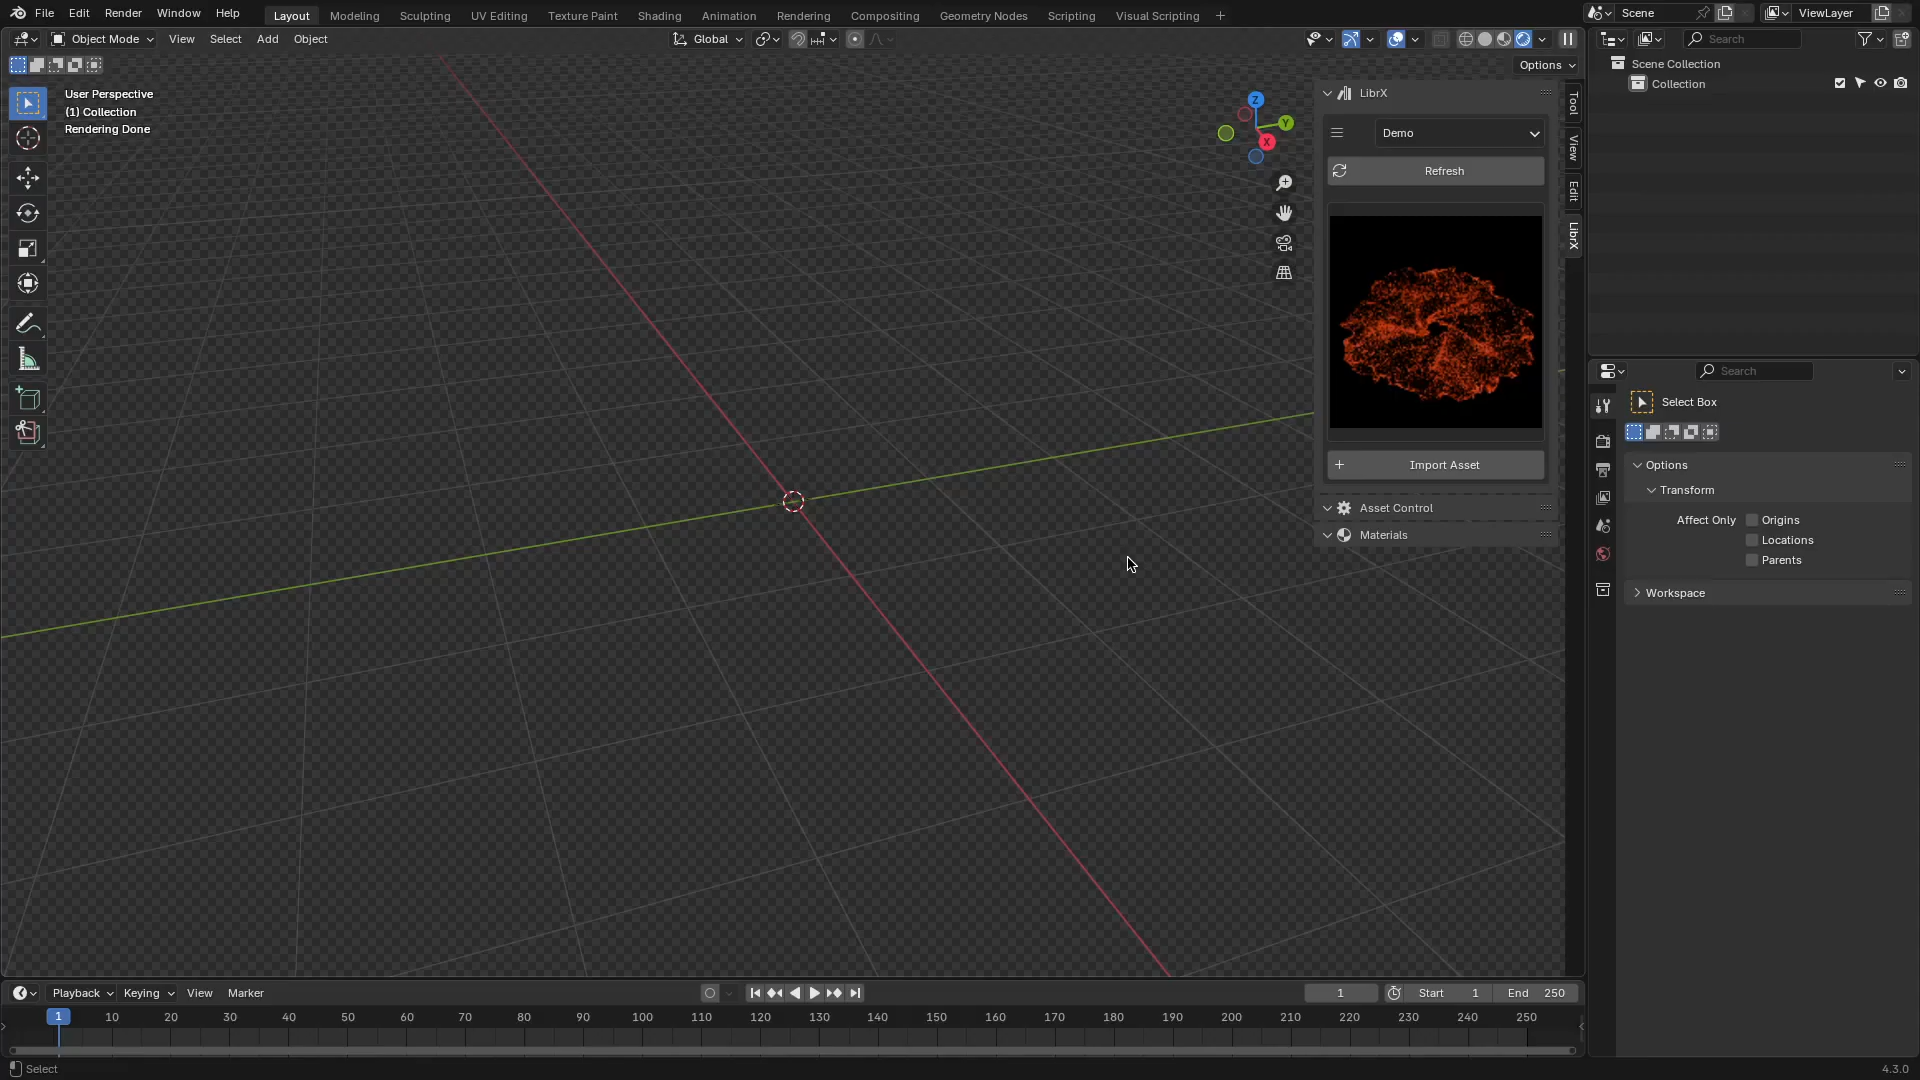 File Edit Render Window Help Layout Modeling Sculpting UV Editing Texture Paint Shading Animation Rendering Compositing Geometry Nodes Scripting Visual Scripting + Scene ViewLayer
Object Mode View Select Add Object Global Search
Options
User Perspective
(1) Collection
Rendering Done
Z
Y
X
LibrX
Demo
Refresh
Import Asset
Asset Control
Materials
Tool
View
Edit
LibrX
Scene Collection
Collection
Search
Select Box
Options
Transform
Affect Only Origins
Locations
Parents
Workspace
Playback Keying View Marker 1 Start 1 End 250
1 10 20 30 40 50 60 70 80 90 100 110 120 130 140 150 160 170 180 190 200 210 220 230 240 250
Select 4.3.0